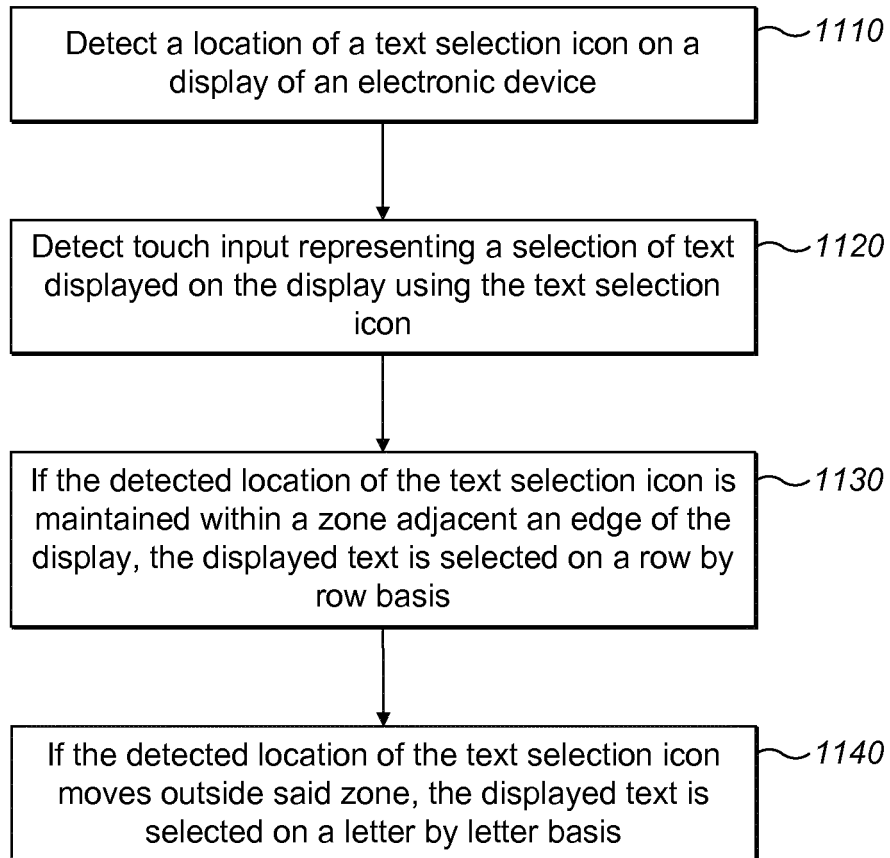 Detect a location of a text selection icon on a
display of an electronic device
1110
Detect touch input representing a selection of text
displayed on the display using the text selection
icon
1120
If the detected location of the text selection icon is
maintained within a zone adjacent an edge of the
display, the displayed text is selected on a row by
row basis
1130
If the detected location of the text selection icon
moves outside said zone, the displayed text is
selected on a letter by letter basis
1140